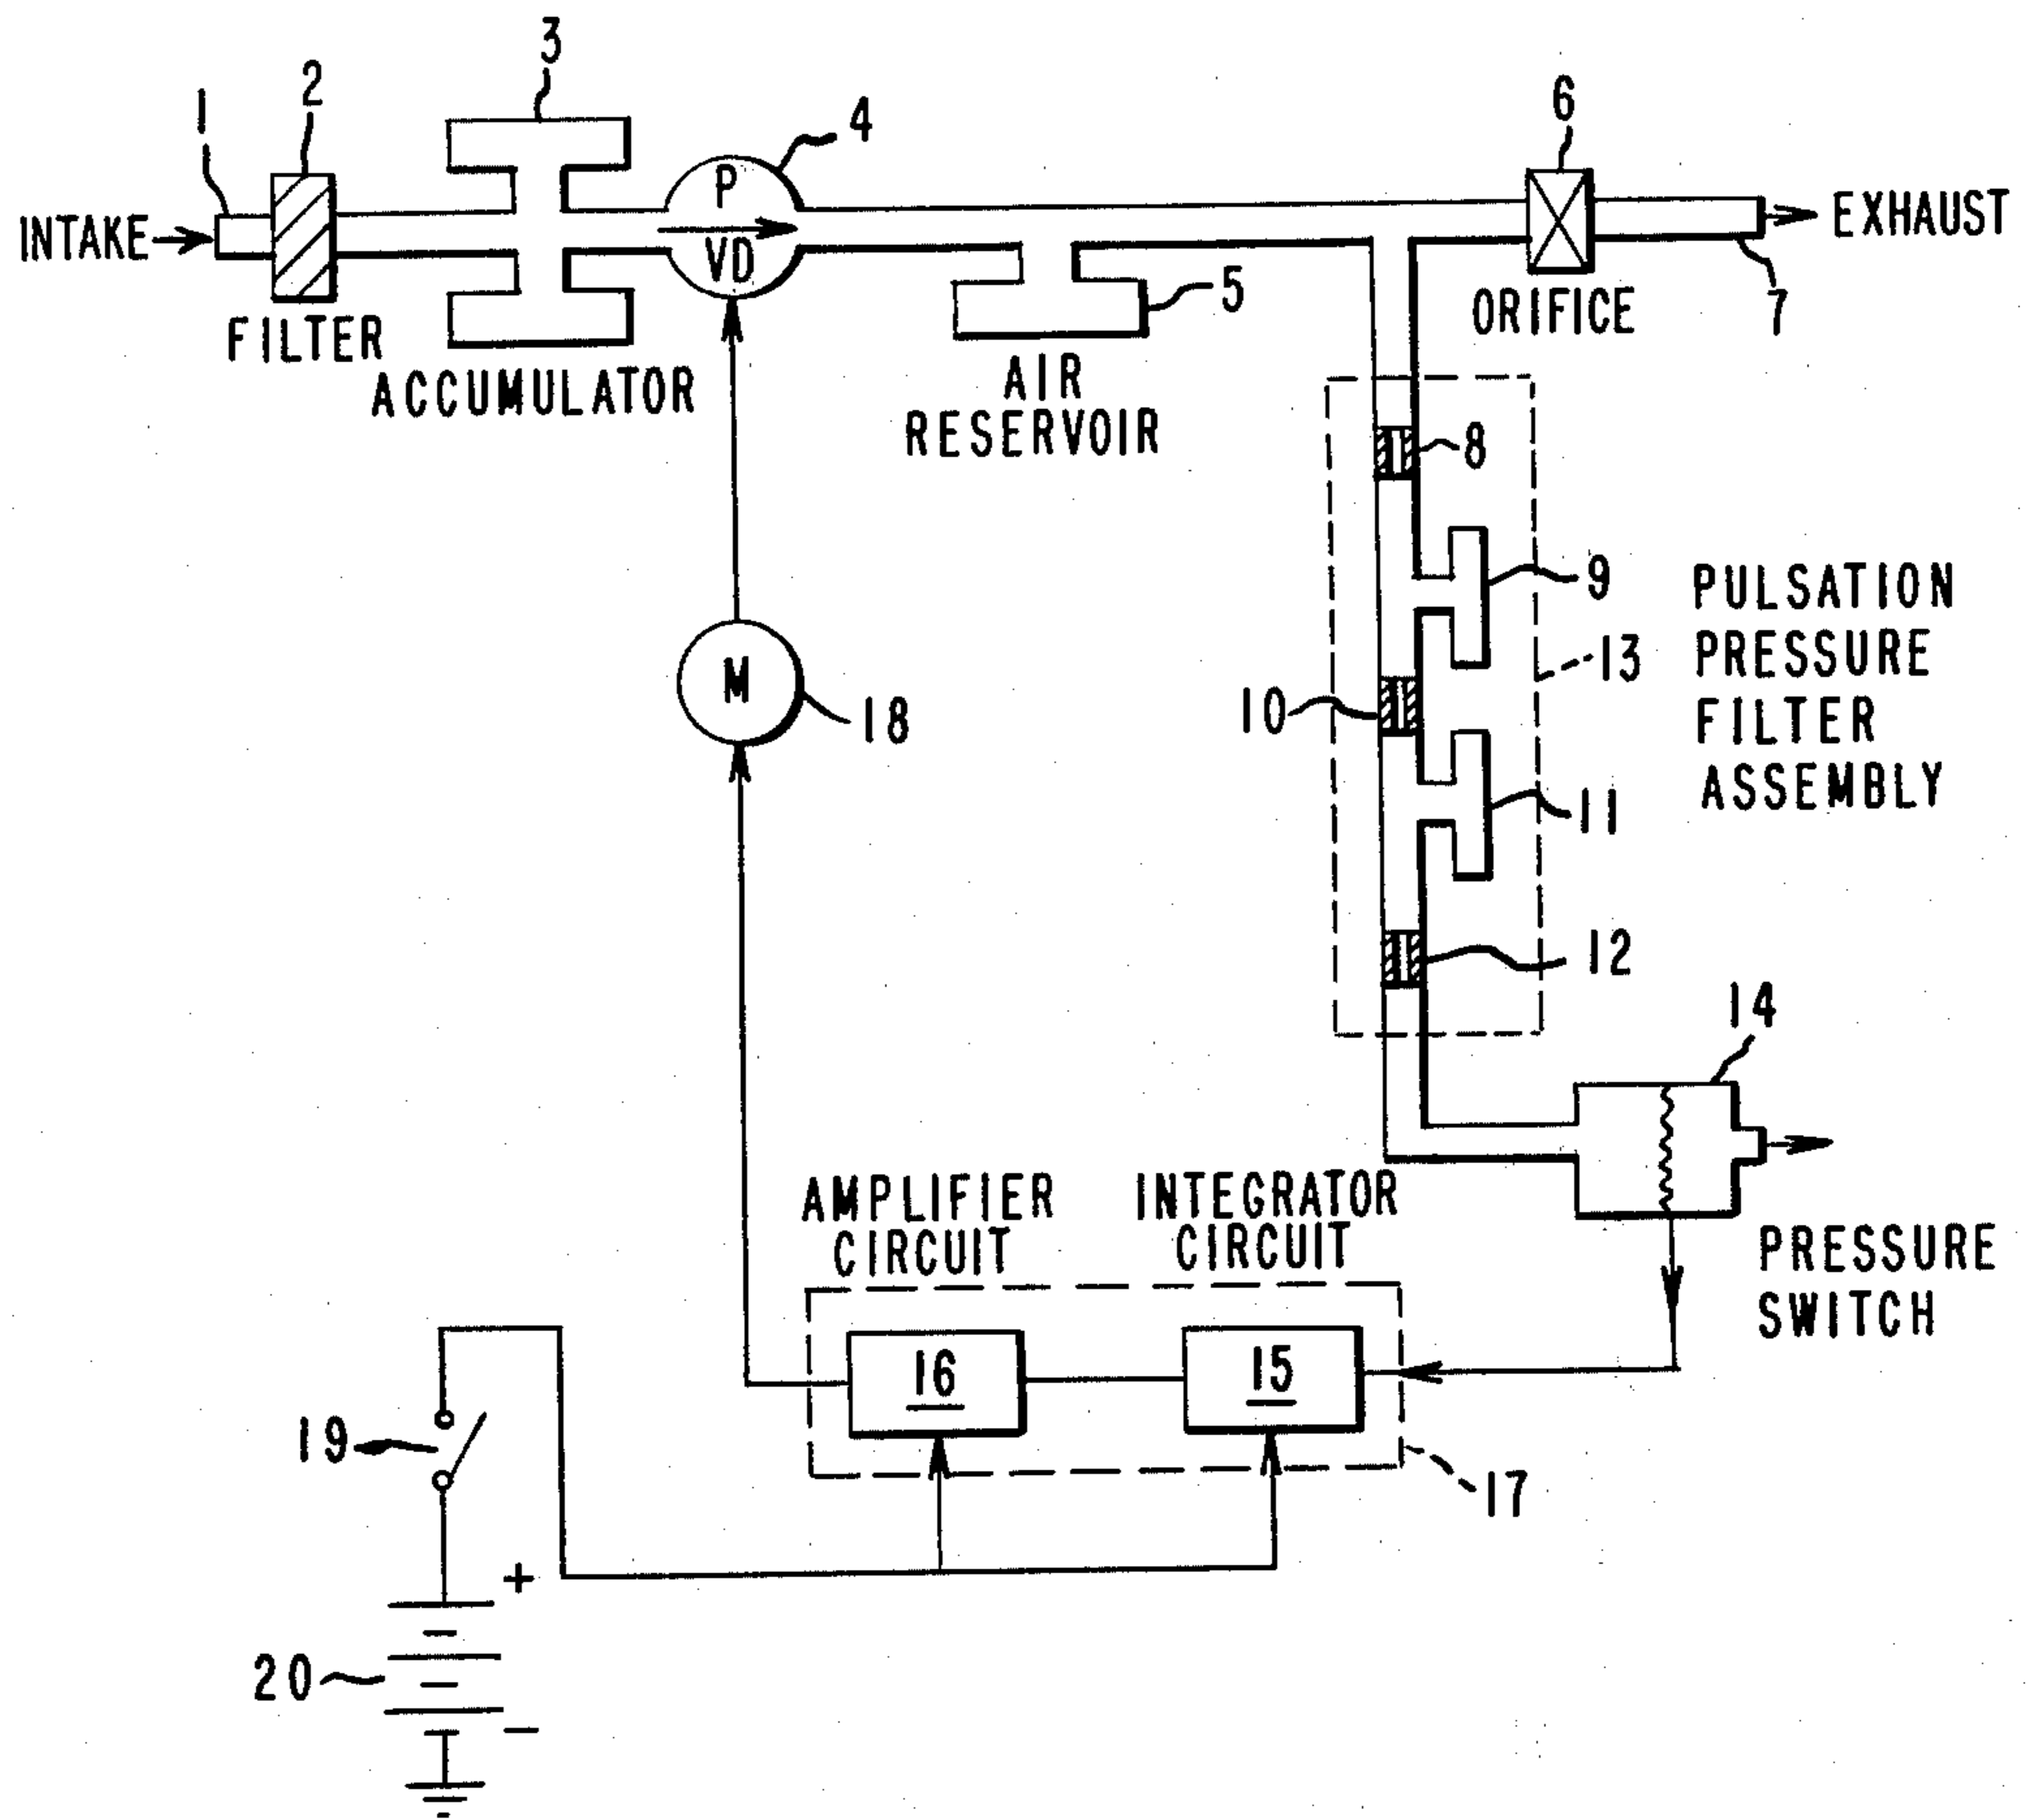 3
2
1
4
6
P
INTAKE
EXHAUST
VD
5
7
FILTER
ORIFICE
ACCUMULATOR
AIR
RESERVOIR
8
9
PULSATION
PRESSURE
FILTER
ASSEMBLY
13
M
10
18
11
12
14
AMPLIFIER
CIRCUIT
INTEGRATOR
CIRCUIT
PRESSURE
SWITCH
16
15
19
17
+
20
−